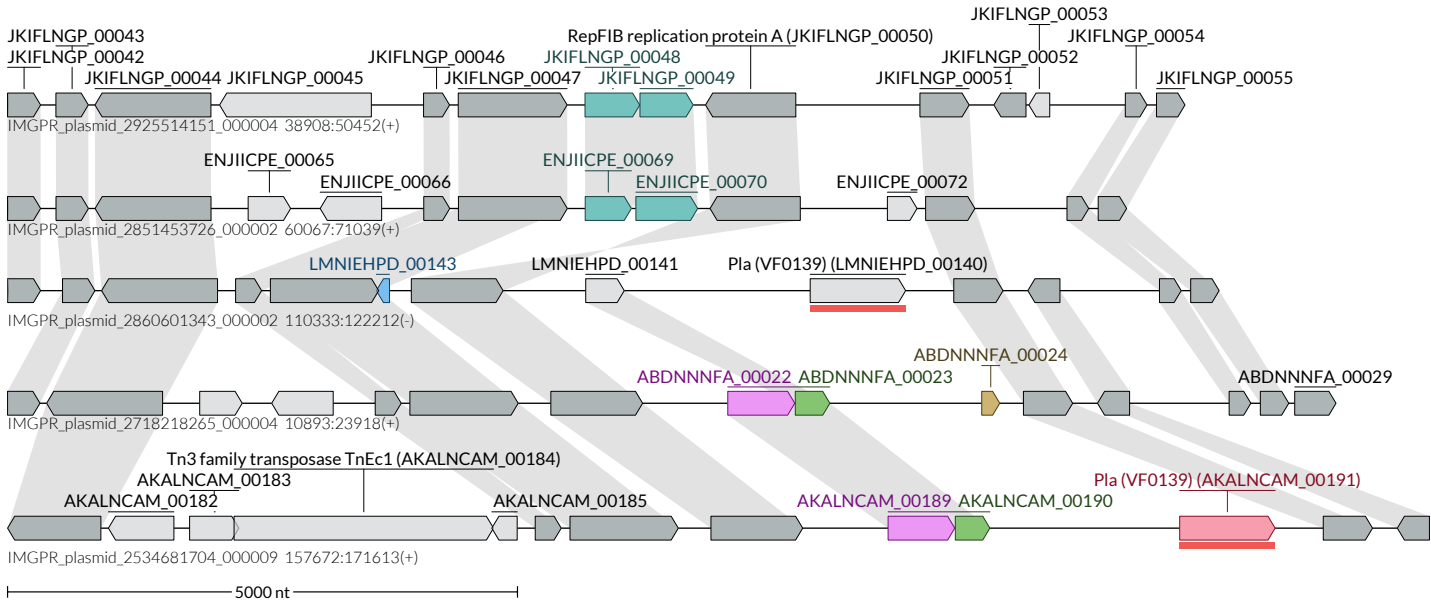 JKIFLNGP_00053
JKIFLNGP_00043 RepFIB replication protein A (JKIFLNGP_00050) JKIFLNGP_00054
JKIFLNGP_00042 JKIFLNGP_00046 JKIFLNGP_00048 JKIFLNGP_00052
JKIFLNGP_00044 JKIFLNGP_00045 JKIFLNGP_00047 JKIFLNGP_00049 JKIFLNGP_00051 JKIFLNGP_00055
IMGPR_plasmid_2925514151_000004 38908:50452(+)
ENJIICPE_00065 ENJIICPE_00069
ENJIICPE_00066 ENJIICPE_00070 ENJIICPE_00072
IMGPR_plasmid_2851453726_000002 60067:71039(+)
LMNIEHPD_00143 LMNIEHPD_00141 Pla (VF0139) (LMNIEHPD_00140)
IMGPR_plasmid_2860601343_000002 110333:122212(-)
ABDNNNFA_00024
ABDNNNFA_00022 ABDNNNFA_00023 ABDNNNFA_00029
IMGPR_plasmid_2718218265_000004 10893:23918(+)
Tn3 family transposase TnEc1 (AKALNCAM_00184)
AKALNCAM_00183 Pla (VF0139) (AKALNCAM_00191)
AKALNCAM_00182 AKALNCAM_00185 AKALNCAM_00189 AKALNCAM_00190
IMGPR_plasmid_2534681704_000009 157672:171613(+)
5000 nt